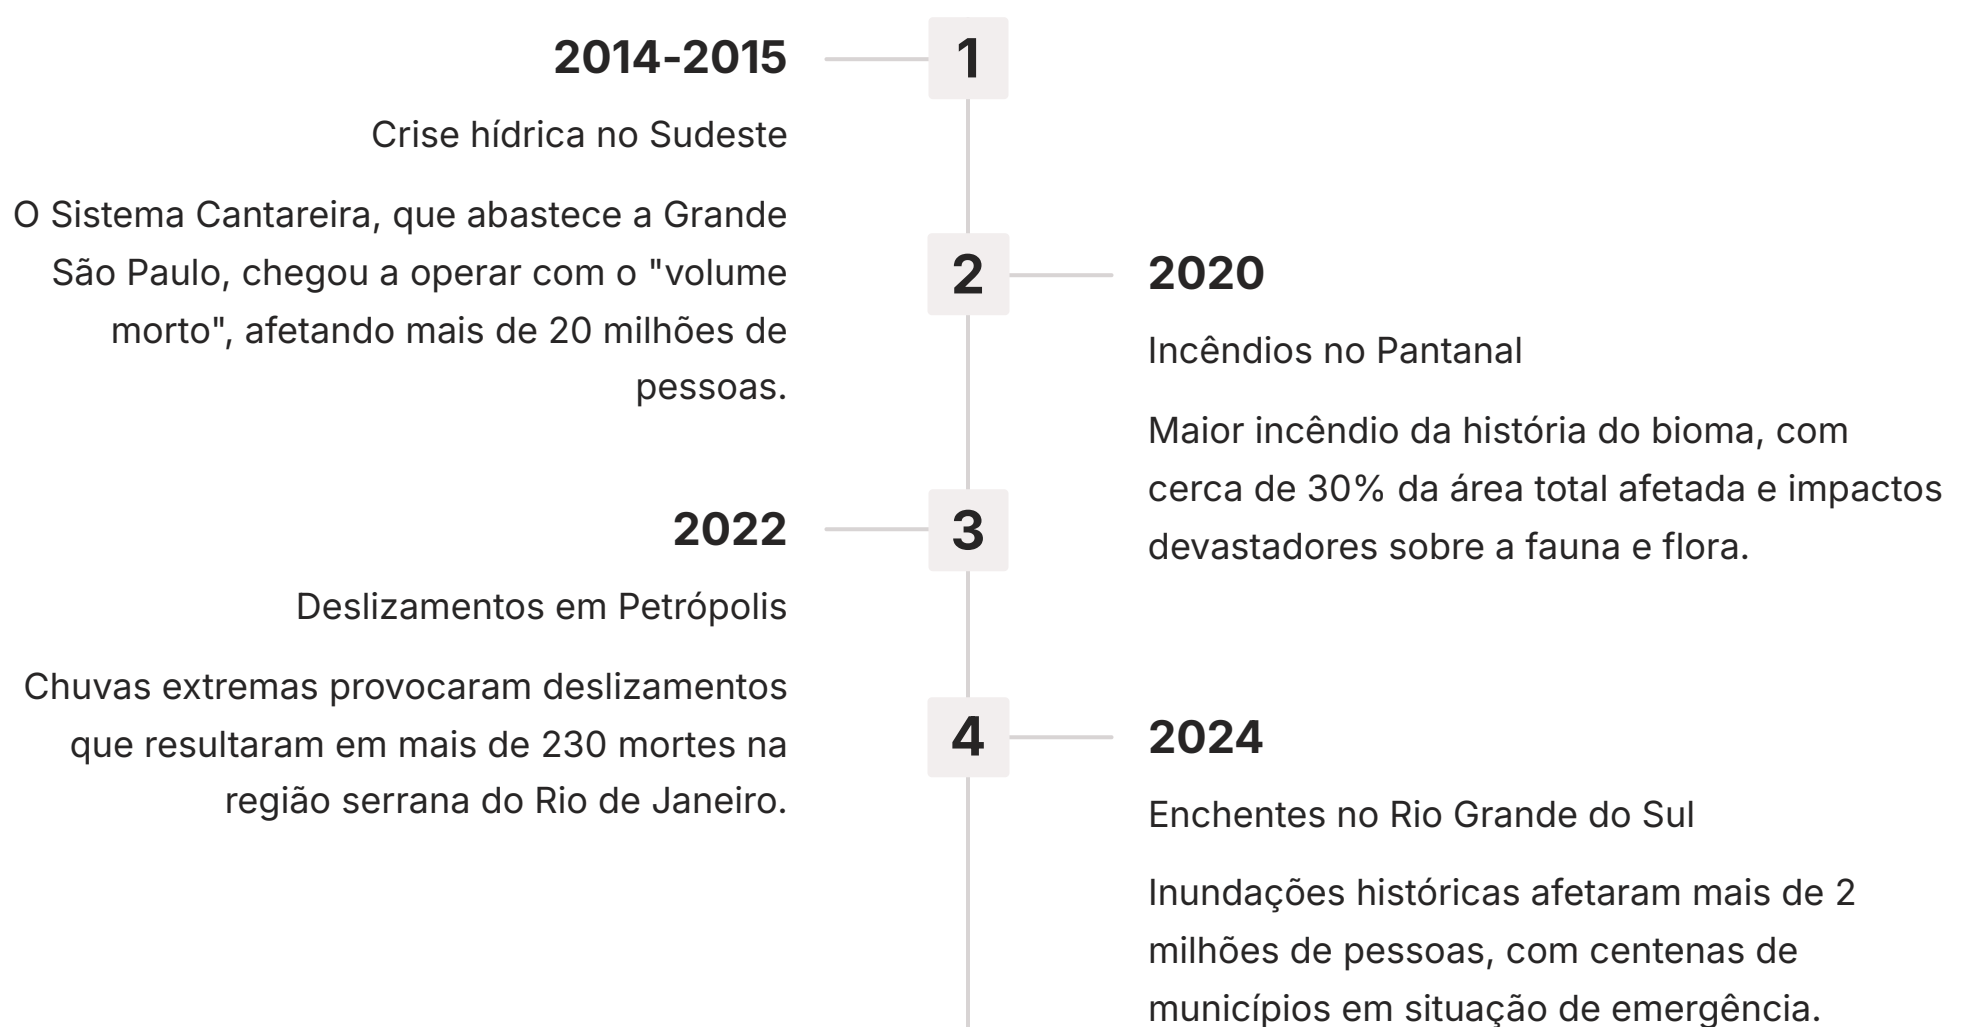 1
2014-2015
Crise hídrica no Sudeste
O Sistema Cantareira, que abastece a Grande
São Paulo, chegou a operar com o "volume
morto", afetando mais de 20 milhões de
pessoas.
2
2020
Incêndios no Pantanal
Maior incêndio da história do bioma, com
cerca de 30% da área total afetada e impactos
devastadores sobre a fauna e flora.
3
2022
Deslizamentos em Petrópolis
Chuvas extremas provocaram deslizamentos
que resultaram em mais de 230 mortes na
região serrana do Rio de Janeiro.
4
2024
Enchentes no Rio Grande do Sul
Inundações históricas afetaram mais de 2
milhões de pessoas, com centenas de
municípios em situação de emergência.